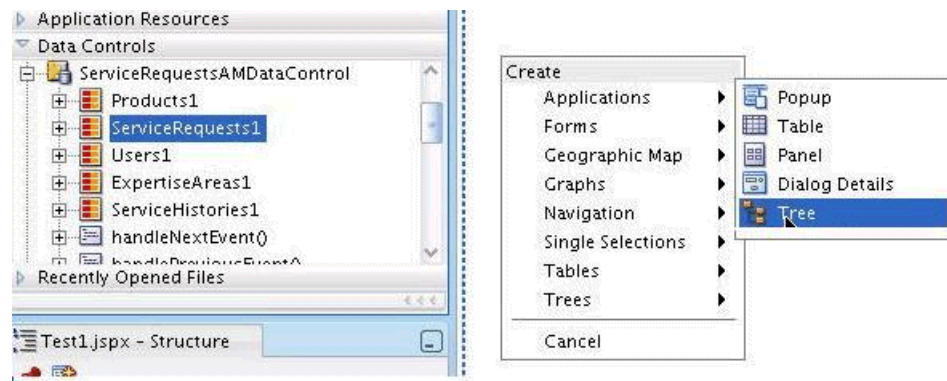 Application Resources
Data Controls
ServiceRequestsAMDataControl
Products1
ServiceRequests1
Users1
ExpertiseAreas1
ServiceHistories1
handleNextEvent()
handlePreviousEvent()
Recently Opened Files
Test1.jspx - Structure
Create
Applications
Forms
Geographic Map
Graphs
Navigation
Single Selections
Tables
Trees
Cancel
Popup
Table
Panel
Dialog Details
Tree